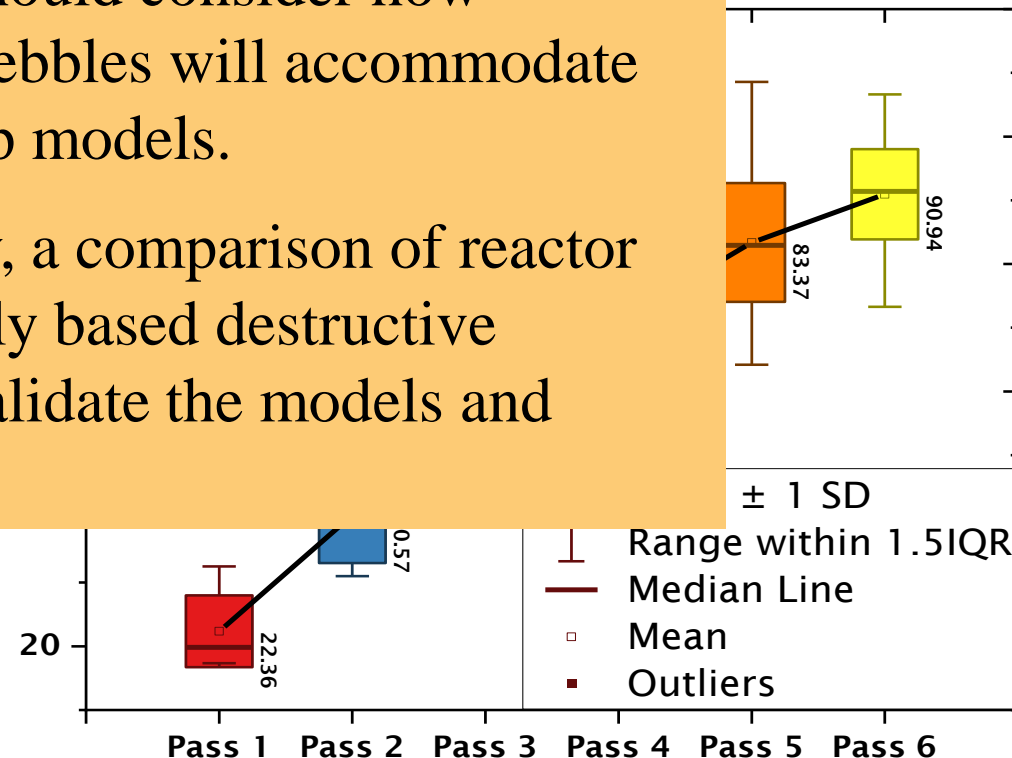 ebbles will accommodate
models.
a comparison of reactor
based destructive
the models and
90.94
83.37
± 1 SD
Range within 1.5IQR
Median Line
Mean
Outliers
0.57
22.36
20
Pass 1 Pass 2 Pass 3 Pass 4 Pass 5 Pass 6